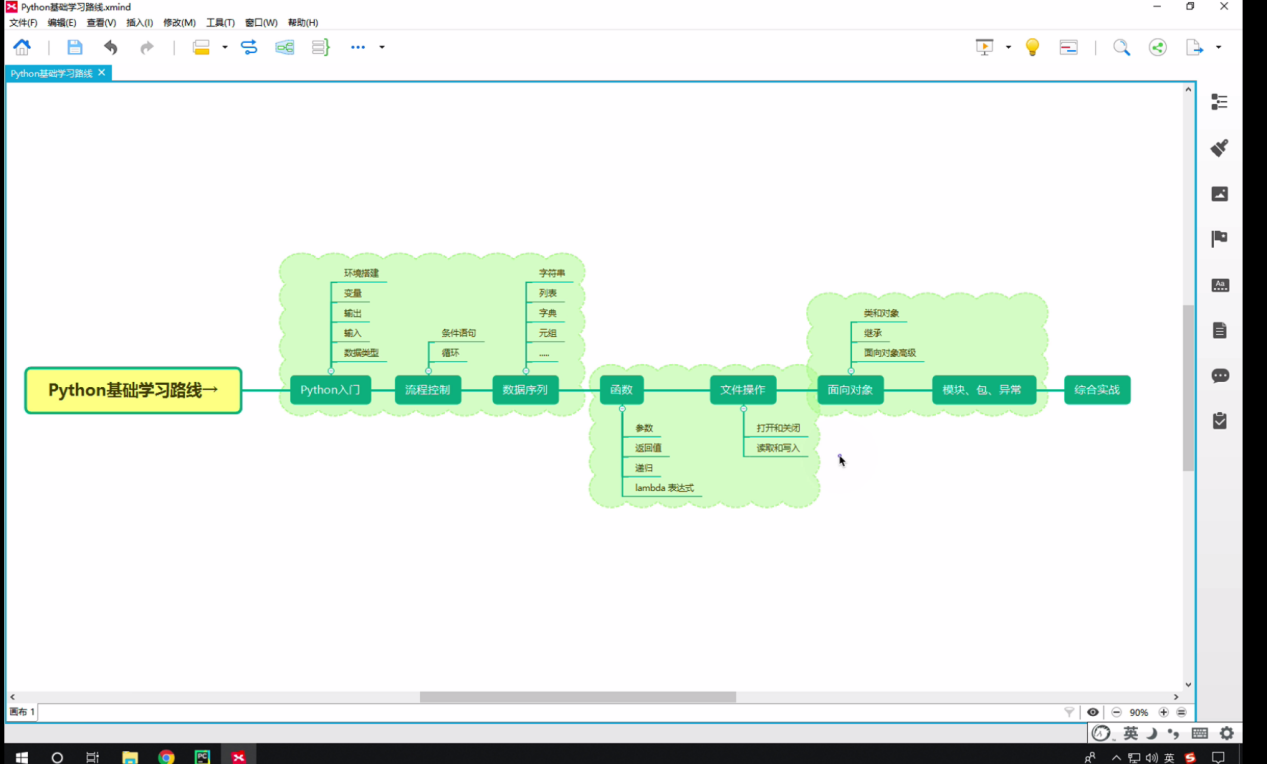 Python基础学习路线.xmind
文件(F) 编辑(E) 查看(V) 插入(I) 修改(M) 工具(T) 窗口(W) 帮助(H)
Python基础学习路线
环境搭建
变量
输出
输入
数据类型
条件语句
循环
字符串
列表
字典
元组
.....
类和对象
继承
面向对象高级
Python基础学习路线→
Python入门
流程控制
数据序列
函数
文件操作
面向对象
模块、包、异常
综合实战
参数
返回值
递归
lambda 表达式
打开和关闭
读取和写入
画布 1
90%
英
英